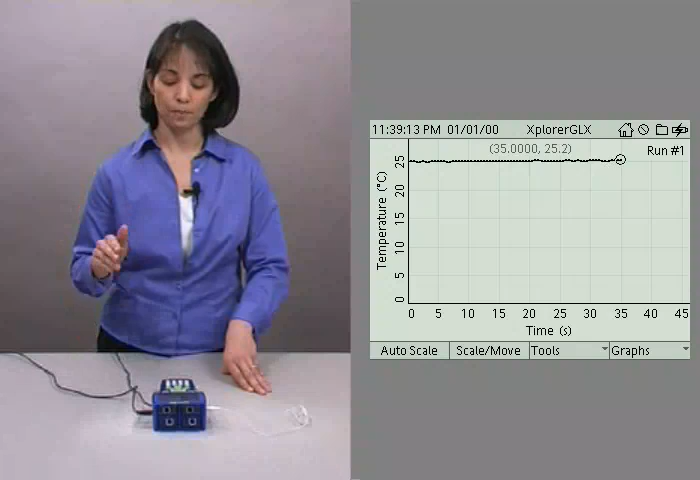 11:39:13 PM 01/01/00 XplorerGLX
(35.0000, 25.2) Run #1
Temperature (°C)
25
20
15
10
5
0
0 5 10 15 20 25 30 35 40 45
Time (s)
Auto Scale Scale/Move Tools Graphs